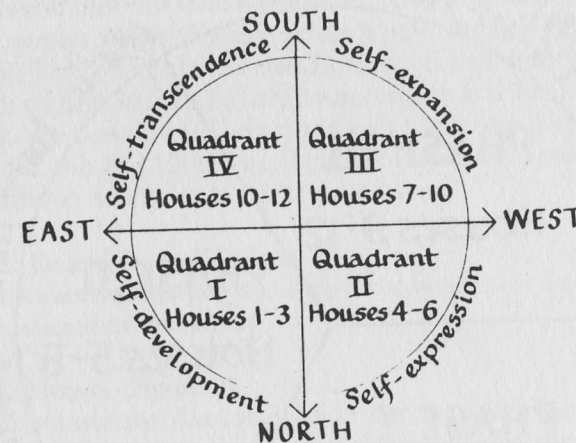 SOUTH
Self-transcendence
Self-expansion
Quadrant
IV
Houses 10-12
Quadrant
III
Houses 7-10
EAST
WEST
Quadrant
I
Houses 1-3
Quadrant
II
Houses 4-6
Self-development
Self-expression
NORTH